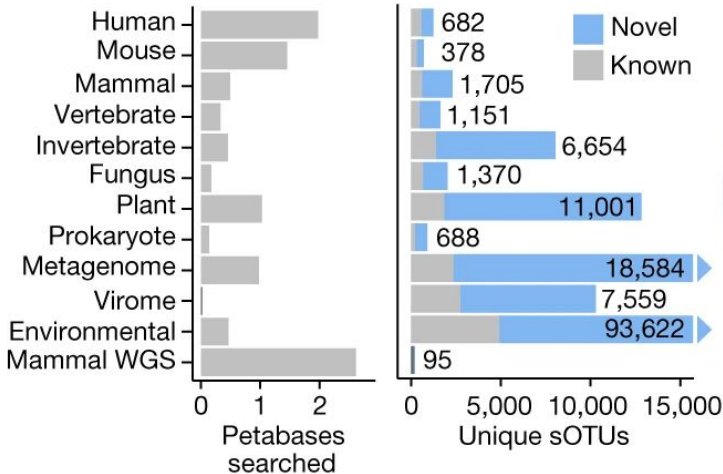 Human
Mouse
Mammal
Vertebrate
Invertebrate
Fungus
Plant
Prokaryote
Metagenome
Virome
Environmental
Mammal WGS
0 1 2
Petabases
searched
Novel
Known
682
378
1,705
1,151
6,654
1,370
11,001
688
18,584
7,559
93,622
95
0 5,000 10,000 15,000
Unique sOTUs